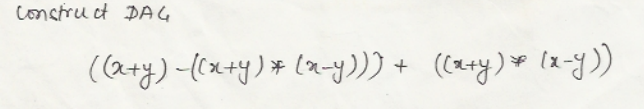 Construct DAG
((x+y)-((x+y)*(x-y))) + ((x+y)*(x-y))